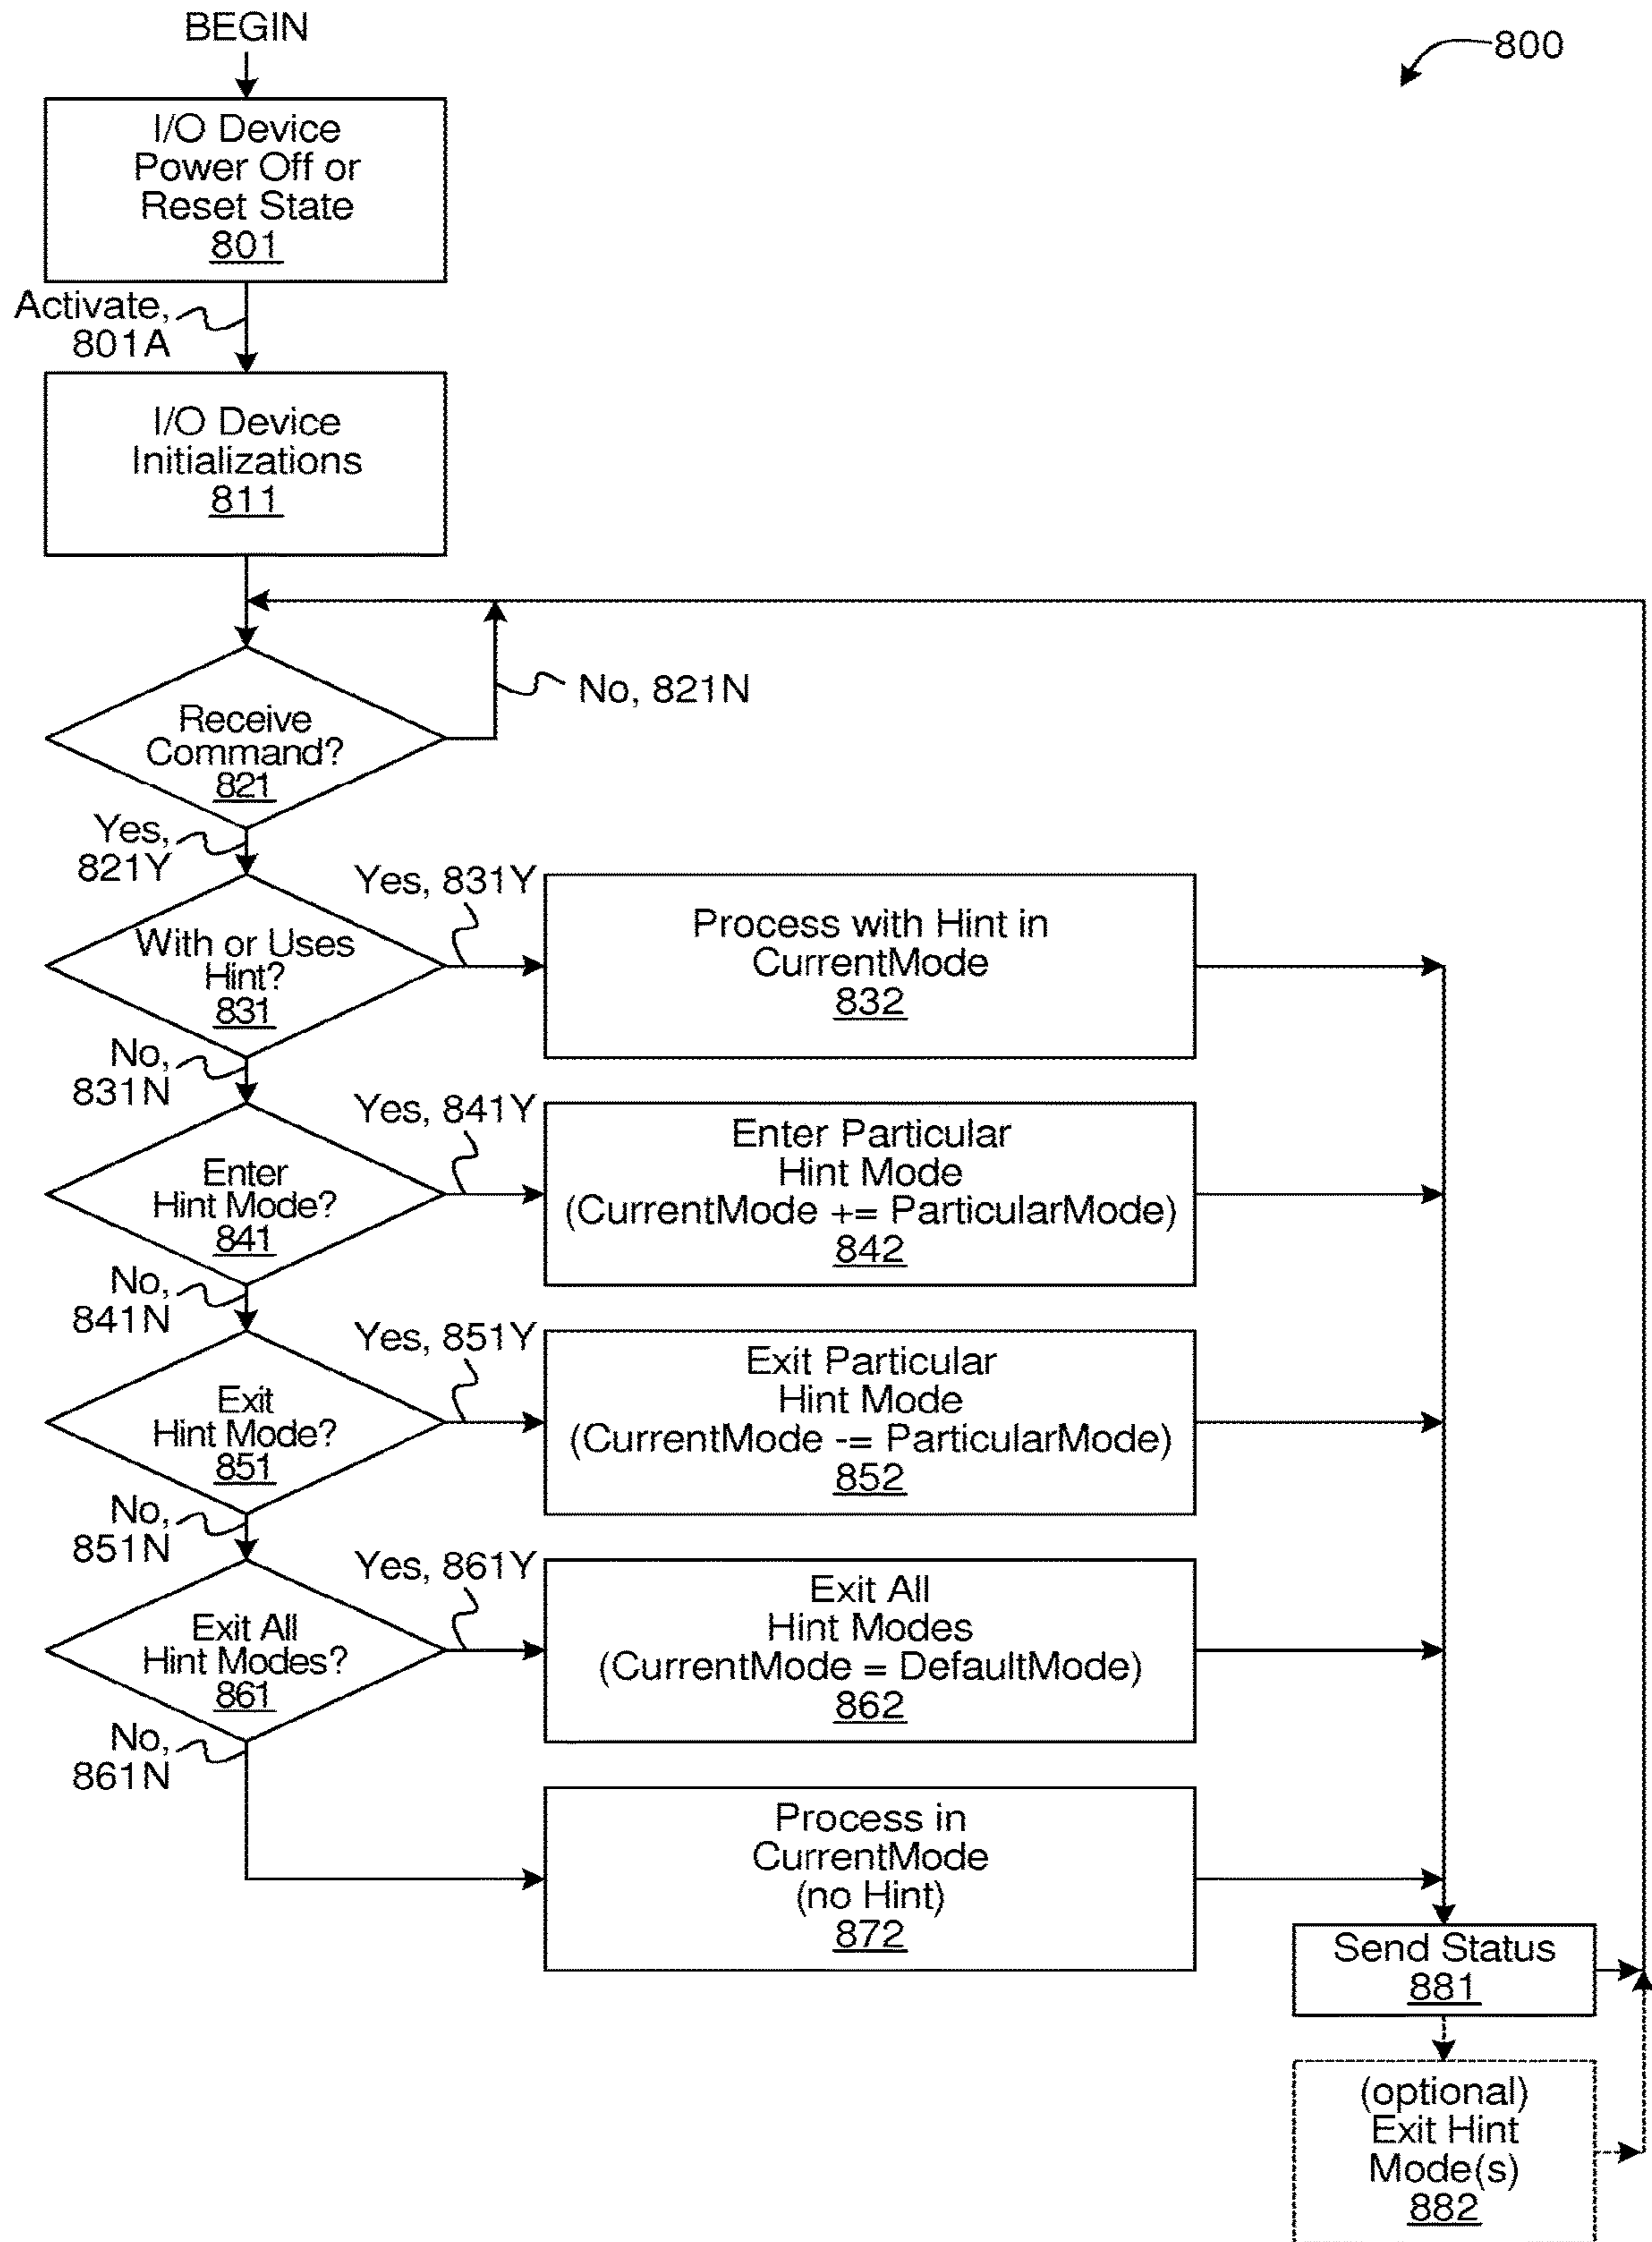 BEGIN
800
I/O Device
Power Off or
Reset State
801
Activate,
801A
I/O Device
Initializations
811
No, 821N
Receive
Command?
821
Yes,
821Y
Yes, 831Y
With or Uses
Hint?
831
Process with Hint in
CurrentMode
832
No,
831N
Yes, 841Y
Enter
Hint Mode?
841
Enter Particular
Hint Mode
(CurrentMode += ParticularMode)
842
No,
841N
Yes, 851Y
Exit
Hint Mode?
851
Exit Particular
Hint Mode
(CurrentMode -= ParticularMode)
852
No,
851N
Yes, 861Y
Exit All
Hint Modes?
861
Exit All
Hint Modes
(CurrentMode = DefaultMode)
862
No,
861N
Process in
CurrentMode
(no Hint)
872
Send Status
881
(optional)
Exit Hint
Mode(s)
882